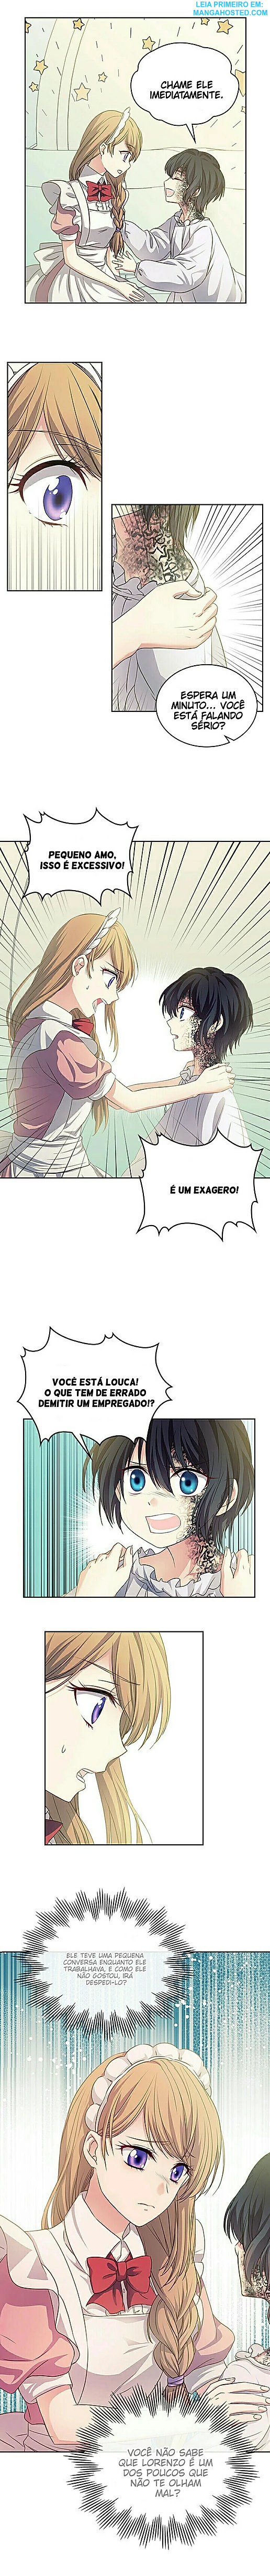 LEIA PRIMEIRO EM:
MANGAHOSTED.COM
CHAME ELE
IMEDIATAMENTE.
ESPERA UM
MINUTO... VOCÊ
ESTÁ FALANDO
SÉRIO?
PEQUENO AMO,
ISSO É EXCESSIVO!
É UM EXAGERO!
VOCÊ ESTÁ LOUCA!
O QUE TEM DE ERRADO
DEMITIR UM EMPREGADO!?
ELE TEVE UMA PEQUENA
CONVERSA ENQUANTO ELE
TRABALHAVA, E COMO ELE
NÃO GOSTOU, IRÁ
DESPEDI-LO?
VOCÊ NÃO SABE
QUE LORENZO É UM
DOS POUCOS QUE
NÃO TE OLHAM
MAL?